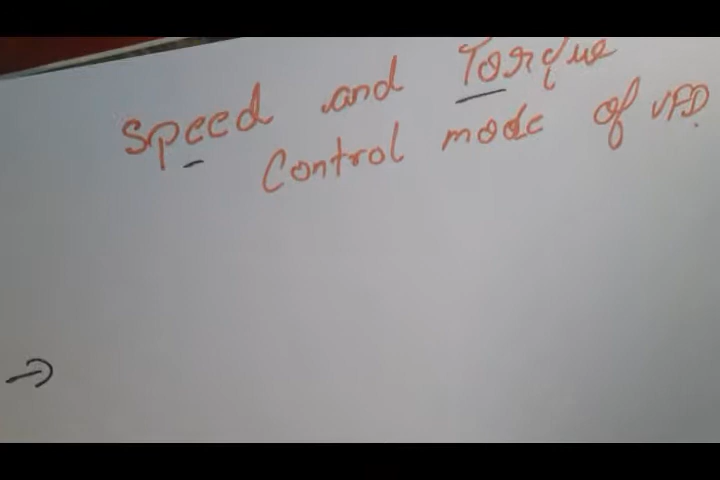 Speed and Torque
Control mode of VFD.